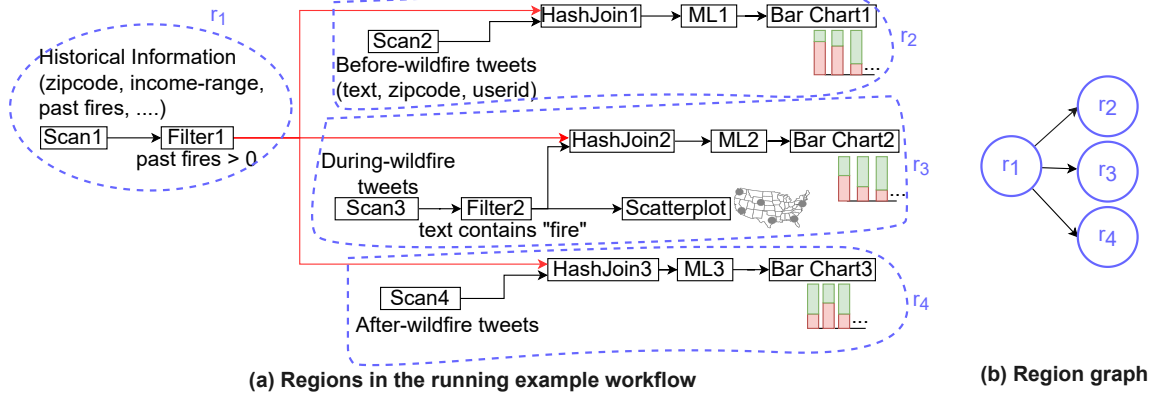 r1
Historical Information
(zipcode, income-range,
past fires, ....)
Scan1
Filter1
past fires > 0
HashJoin1
ML1
Bar Chart1
Scan2
Before-wildfire tweets
(text, zipcode, userid)
...
r2
HashJoin2
ML2
Bar Chart2
During-wildfire
tweets
Scan3
Filter2
Scatterplot
text contains "fire"
...
r3
HashJoin3
ML3
Bar Chart3
Scan4
After-wildfire tweets
...
r4
(a) Regions in the running example workflow
r1
r2
r3
r4
(b) Region graph